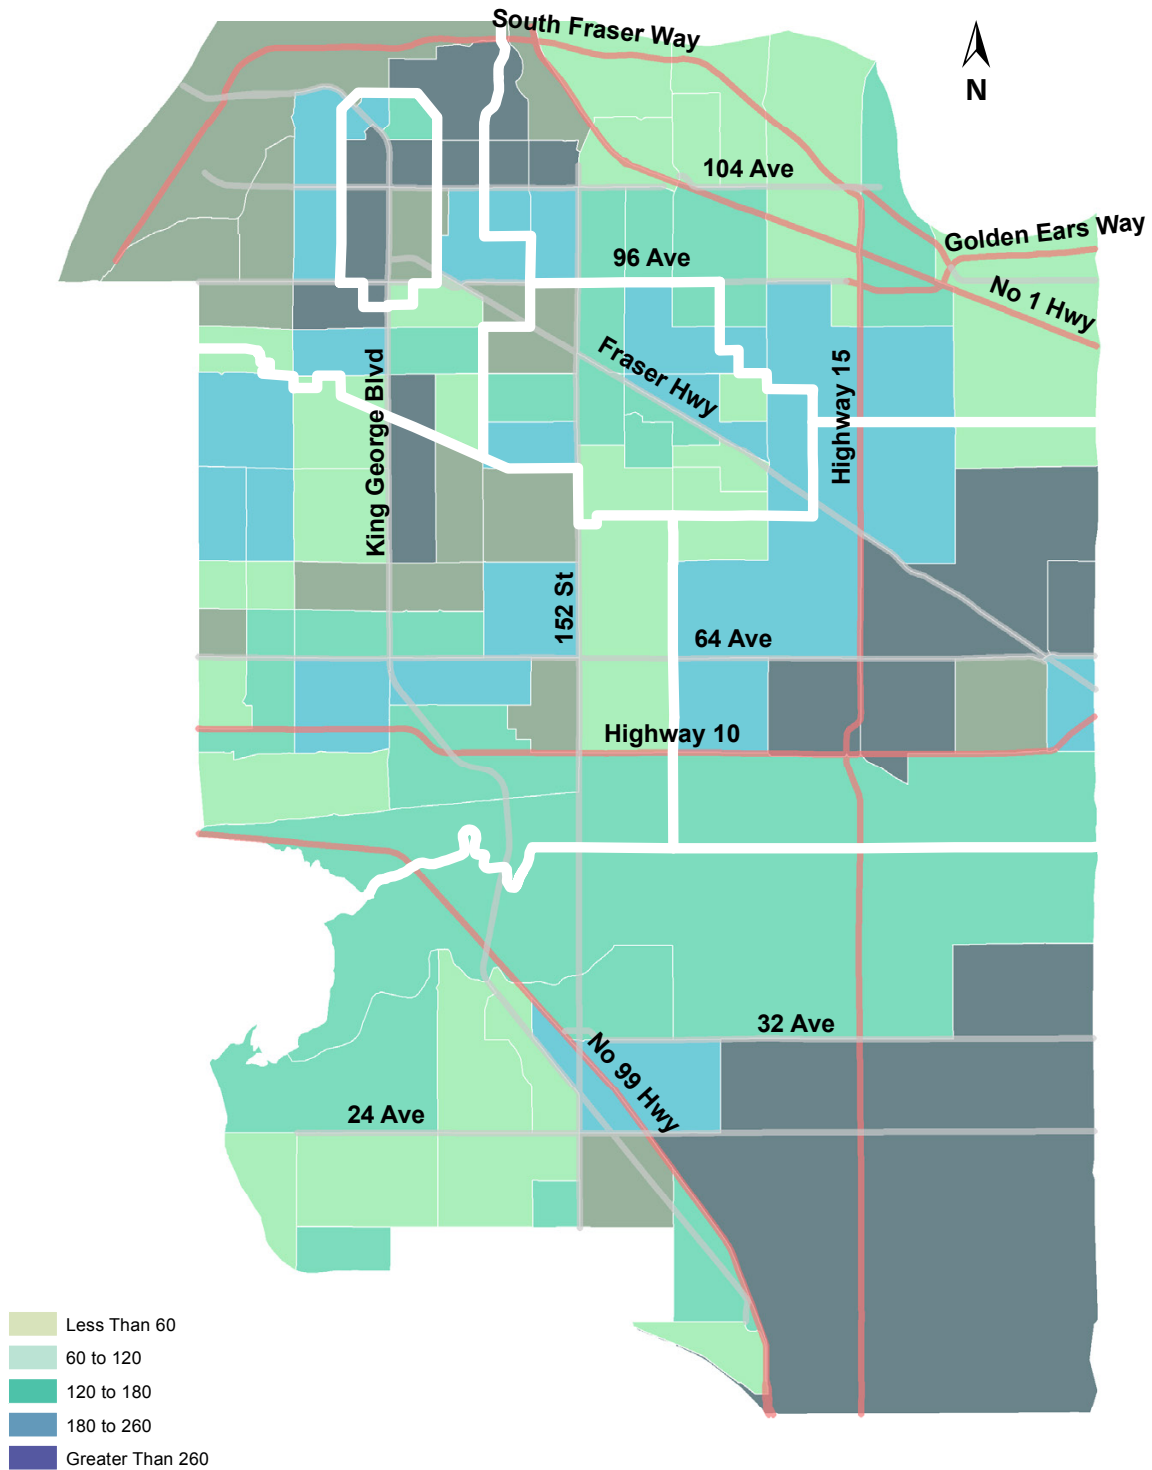 South Fraser Way
N
104 Ave
Golden Ears Way
96 Ave
No 1 Hwy
Fraser Hwy
King George Blvd
Highway 15
152 St
64 Ave
Highway 10
32 Ave
No 99 Hwy
24 Ave
Less Than 60
60 to 120
120 to 180
180 to 260
Greater Than 260